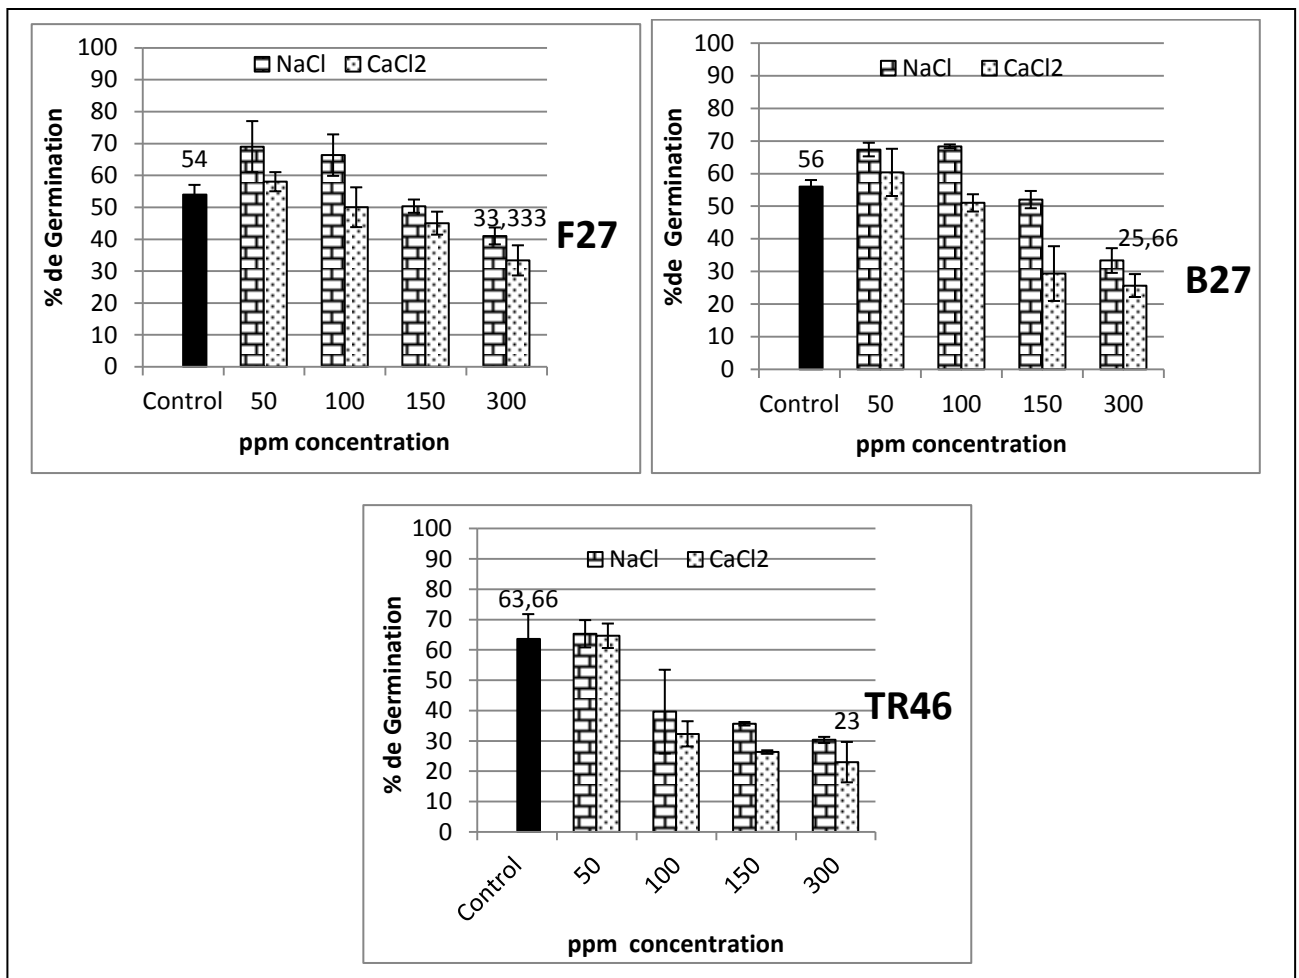 100
90
80
70
60
50
40
30
20
10
0
% de Germination
NaCl CaCl2
54
33,333
F27
Control 50 100 150 300
ppm concentration
100
90
80
70
60
50
40
30
20
10
0
%de Germination
NaCl CaCl2
56
25,66
B27
Control 50 100 150 300
ppm concentration
100
90
80
70
60
50
40
30
20
10
0
% de Germination
NaCl CaCl2
63,66
23
TR46
Control 50 100 150 300
ppm concentration